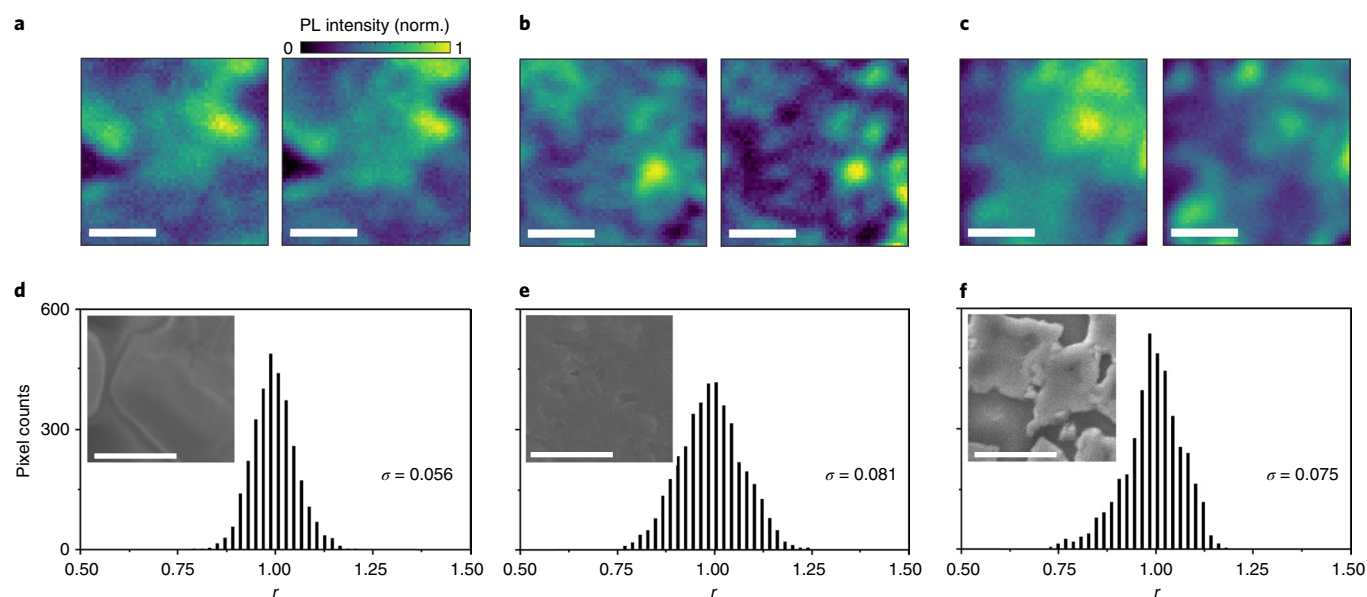 a
PL intensity (norm.)
0 1
b
c
d
600
300
0
Pixel counts
σ = 0.056
0.50 0.75 1.00 1.25 1.50
r
e
σ = 0.081
0.50 0.75 1.00 1.25 1.50
r
f
σ = 0.075
0.50 0.75 1.00 1.25 1.50
r